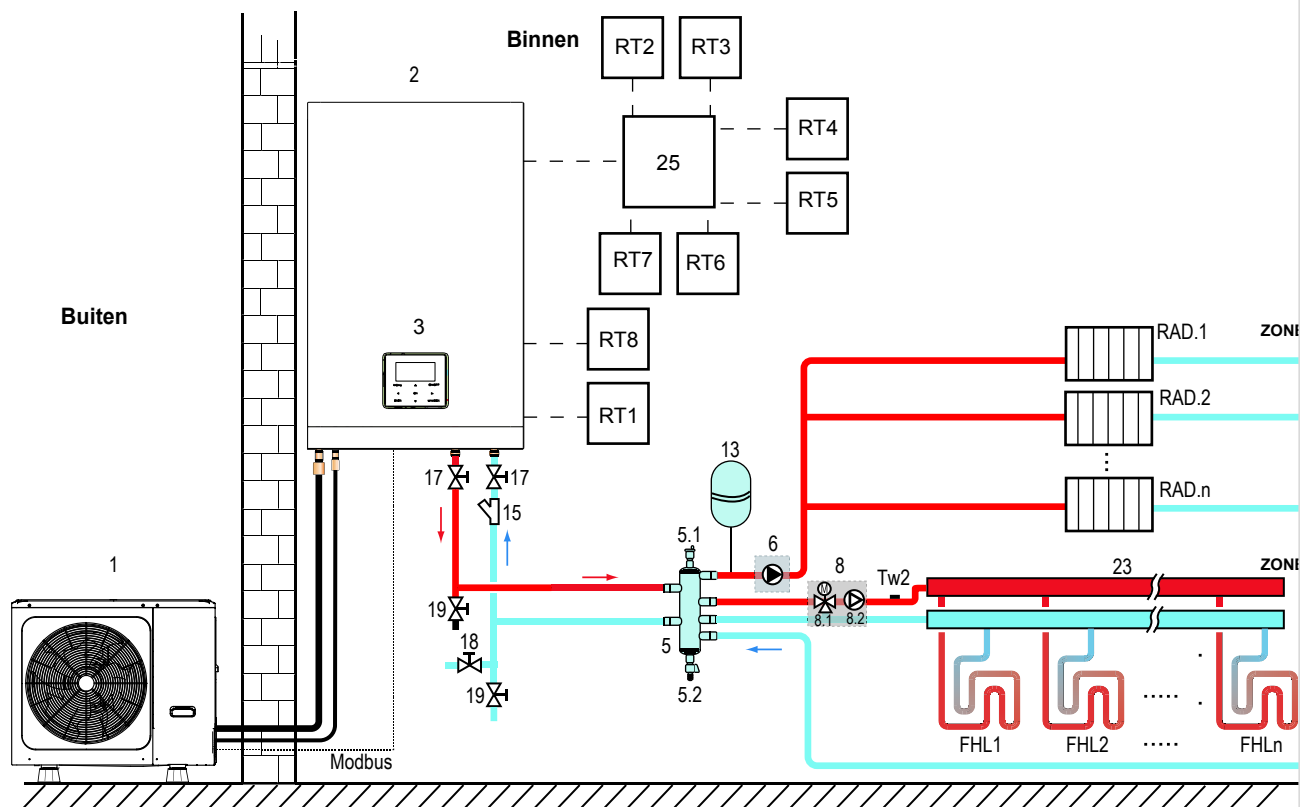 Binnen
RT2
RT3
2
RT4
25
RT5
RT7
RT6
Buiten
3
RT8
RT1
RAD.1
ZONE
RAD.2
RAD.n
17
17
13
15
5.1
6
8
Tw2
23
ZONE
M
8.1
8.2
1
19
18
5
19
5.2
FHL1
FHL2
FHLn
Modbus